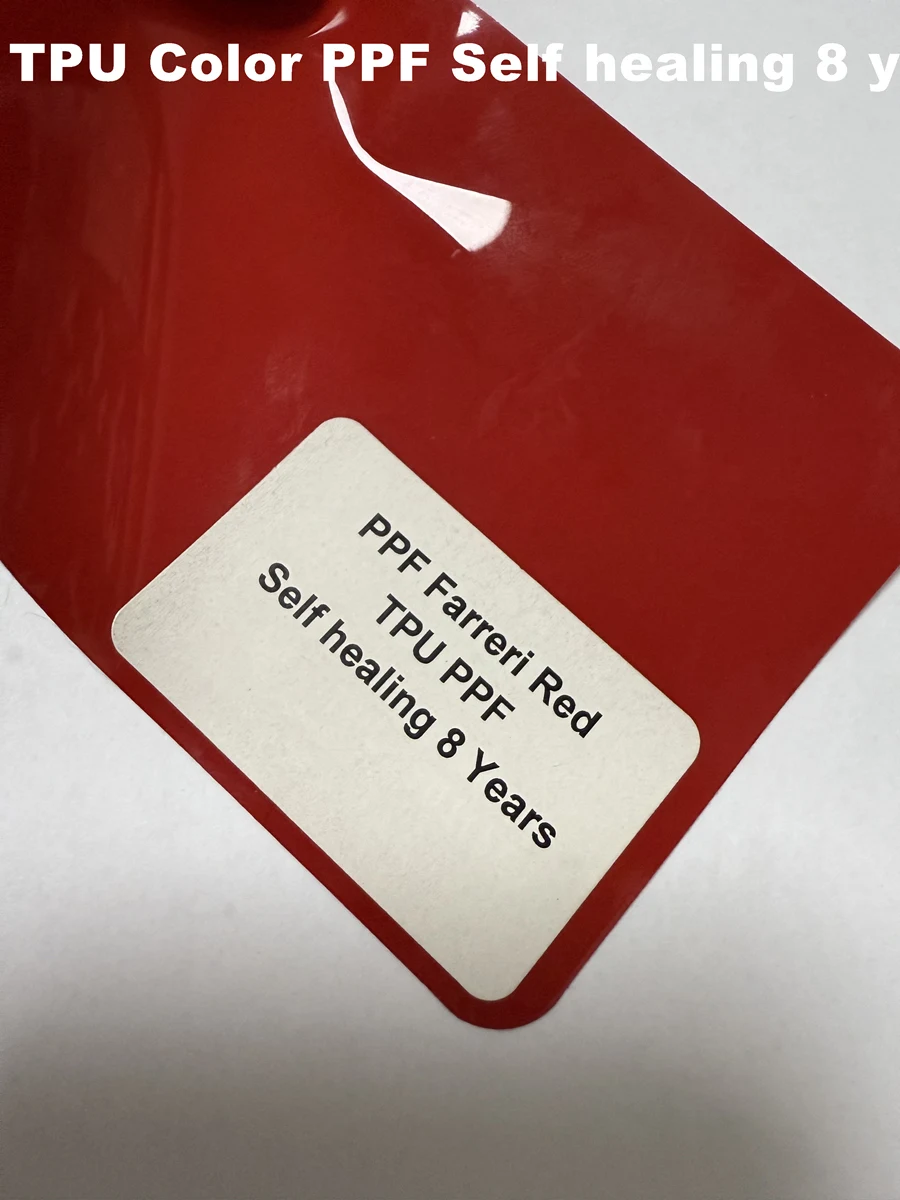 TPU Color PPF Self healing 8 y
PPF Farreri Red
TPU PPF
Self healing 8 Years